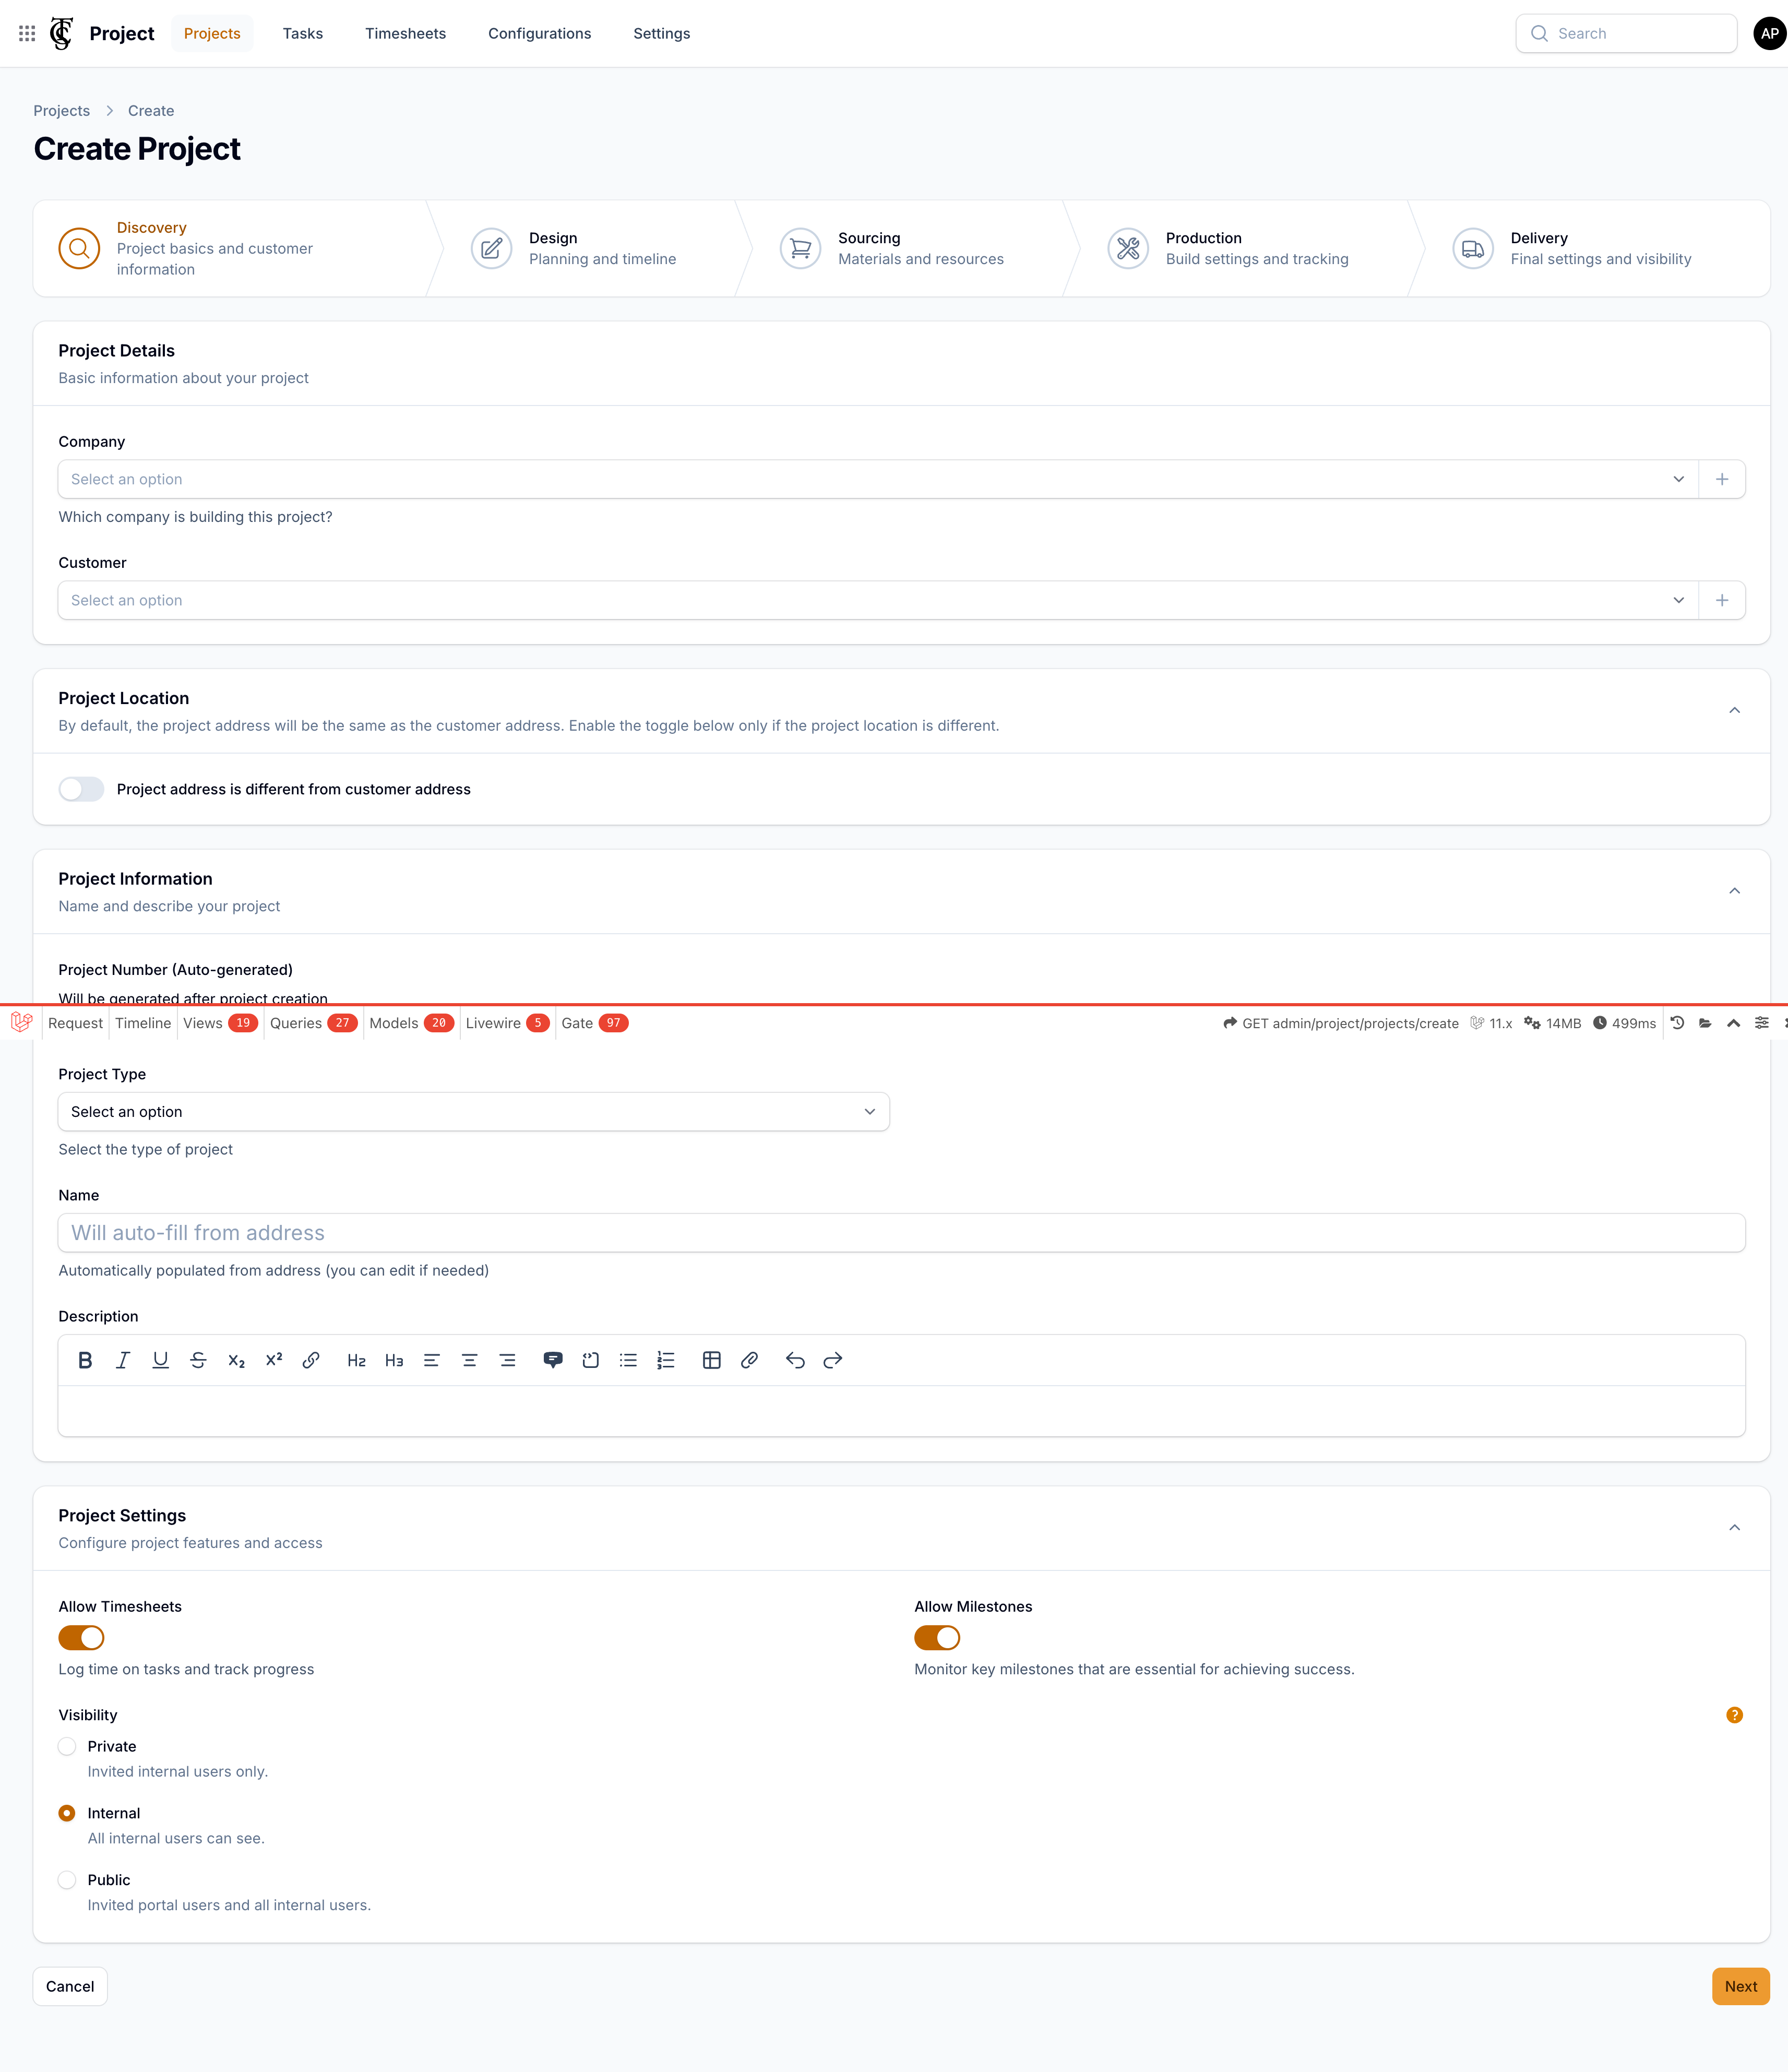 Project
Projects
Tasks
Timesheets
Configurations
Settings
Search
AP
Projects
Create
Create Project
Discovery
Project basics and customer
information
Design
Planning and timeline
Sourcing
Materials and resources
Production
Build settings and tracking
Delivery
Final settings and visibility
Project Details
Basic information about your project
Company
Select an option
Which company is building this project?
Customer
Select an option
Project Location
By default, the project address will be the same as the customer address. Enable the toggle below only if the project location is different.
Project address is different from customer address
Project Information
Name and describe your project
Project Number (Auto-generated)
Will be generated after project creation
Request
Timeline
Views 19
Queries 27
Models 20
Livewire 5
Gate 97
GET admin/project/projects/create
11.x
14MB
499ms
Project Type
Select an option
Select the type of project
Name
Will auto-fill from address
Automatically populated from address (you can edit if needed)
Description
B I U S x₂ x² H2 H3
Project Settings
Configure project features and access
Allow Timesheets
Log time on tasks and track progress
Allow Milestones
Monitor key milestones that are essential for achieving success.
Visibility
?
Private
Invited internal users only.
Internal
All internal users can see.
Public
Invited portal users and all internal users.
Cancel
Next